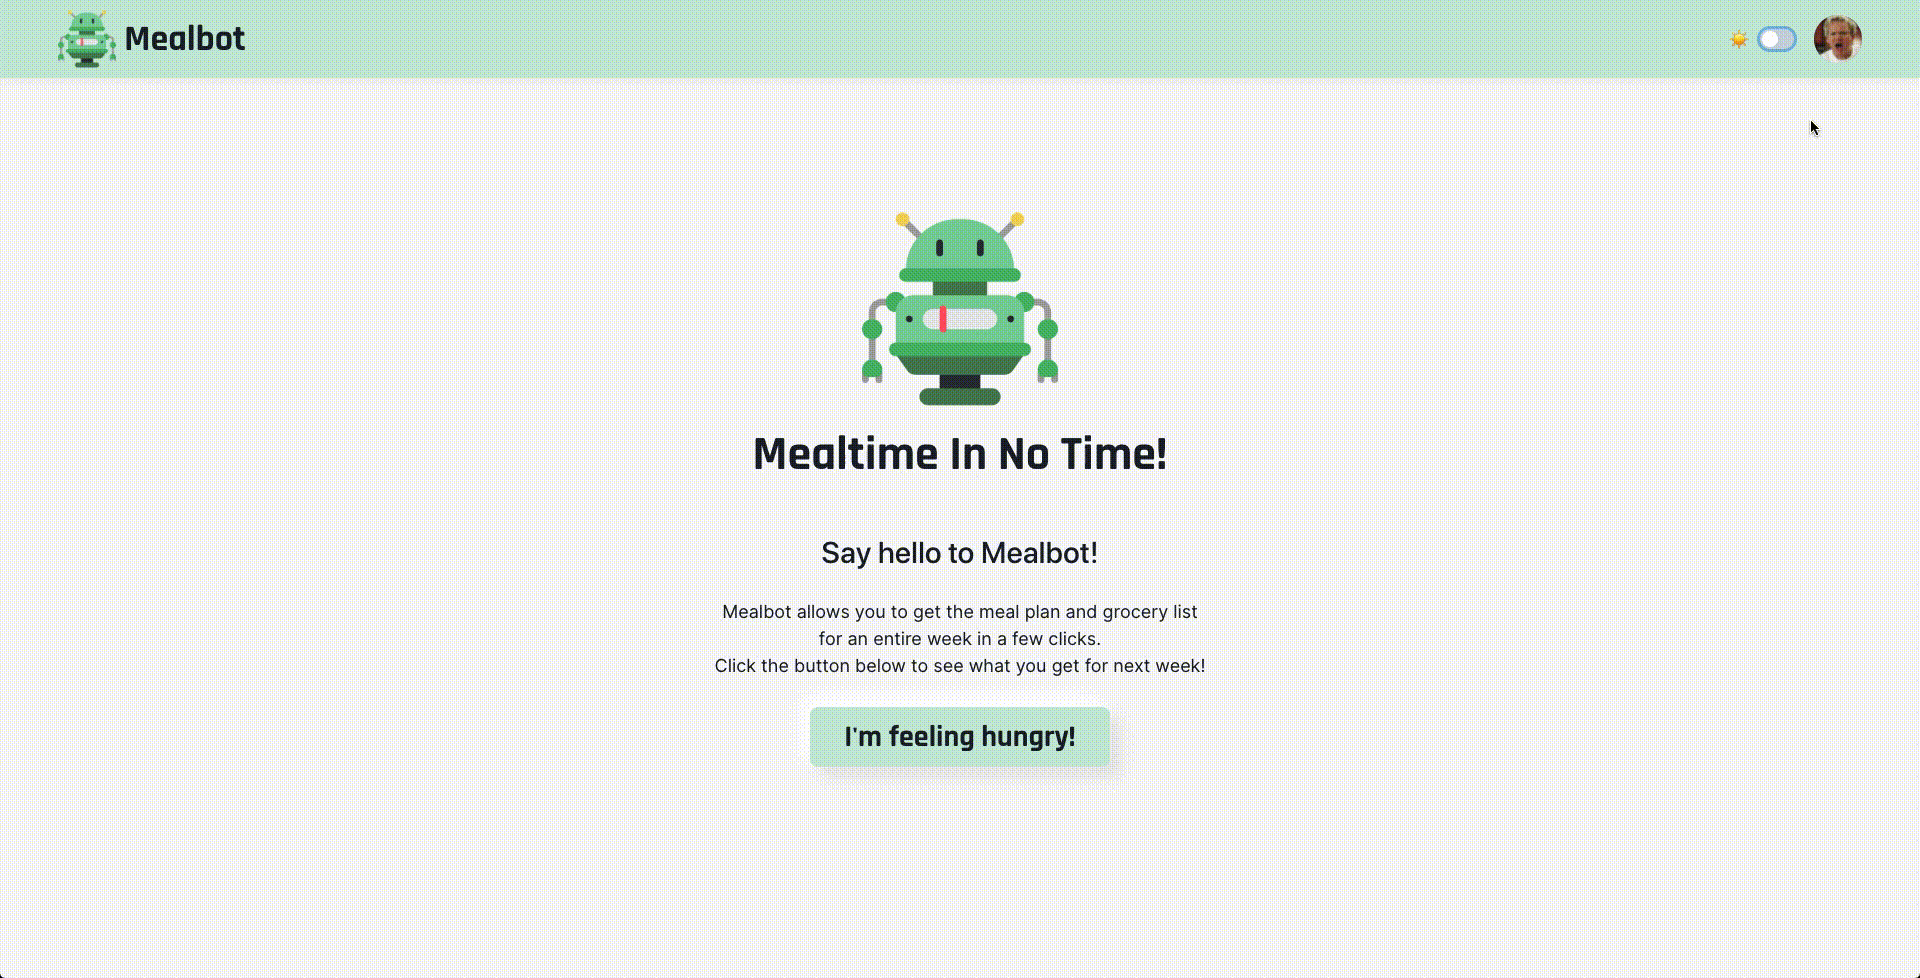 Mealbot
Mealtime In No Time!
Say hello to Mealbot!
Mealbot allows you to get the meal plan and grocery list
for an entire week in a few clicks.
Click the button below to see what you get for next week!
I'm feeling hungry!